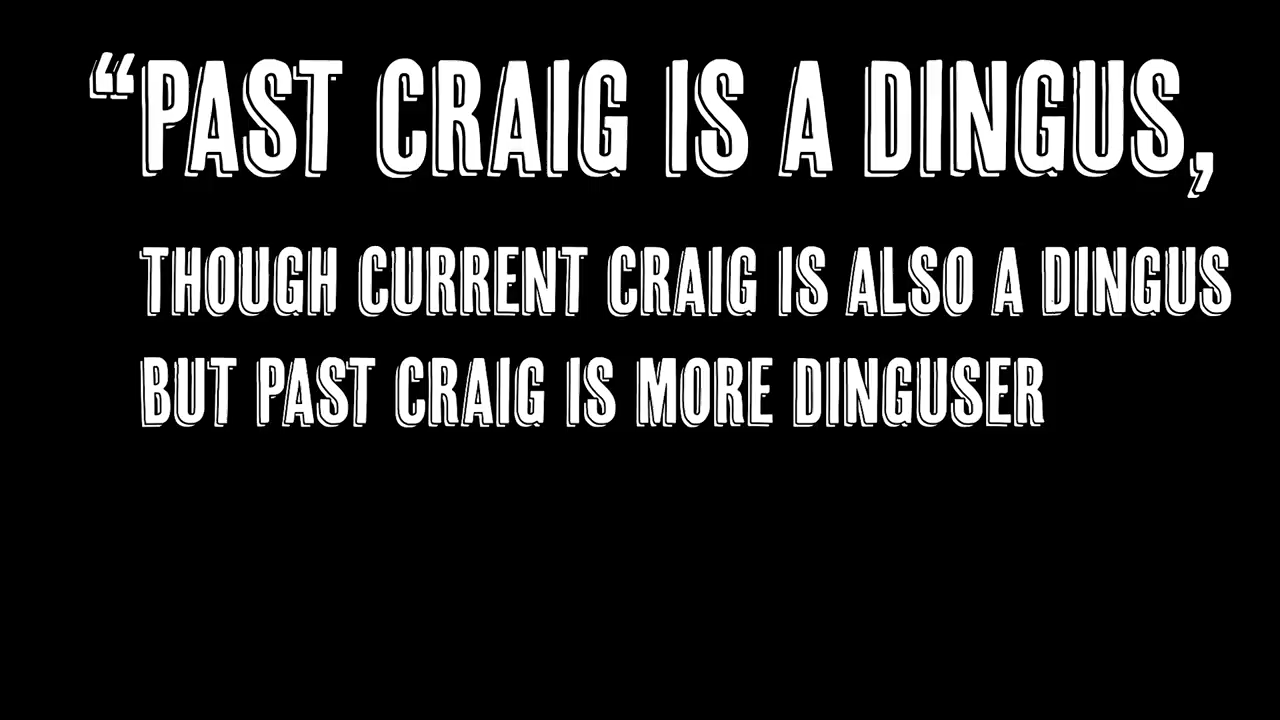 “PAST CRAIG IS A DINGUS,
THOUGH CURRENT CRAIG IS ALSO A DINGUS
BUT PAST CRAIG IS MORE DINGUSER